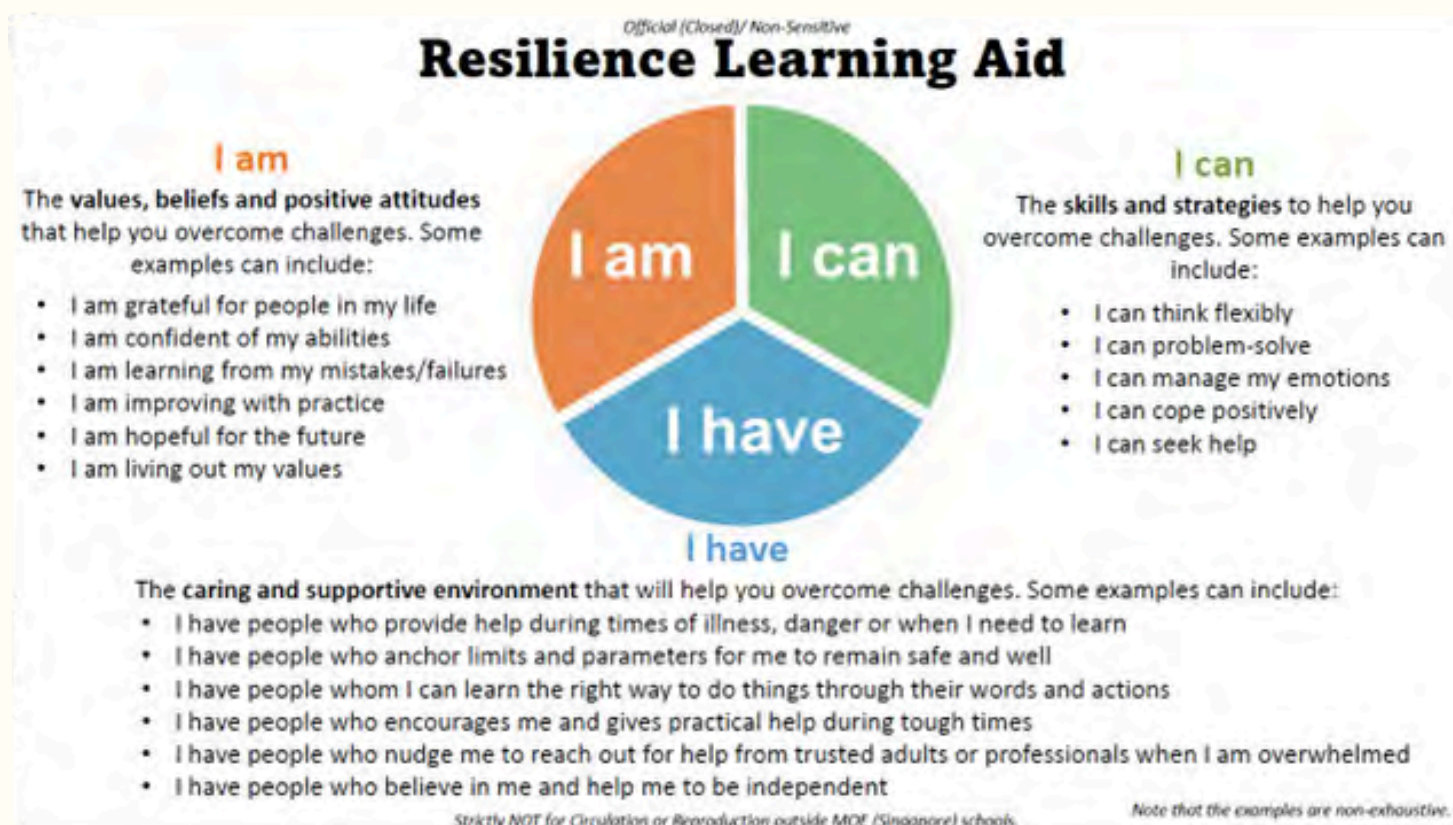 Official (Closed)/ Non-Sensitive
Resilience Learning Aid
I am
The values, beliefs and positive attitudes
that help you overcome challenges. Some
examples can include:
• I am grateful for people in my life
• I am confident of my abilities
• I am learning from my mistakes/failures
• I am improving with practice
• I am hopeful for the future
• I am living out my values
I am
I can
I have
I can
The skills and strategies to help you
overcome challenges. Some examples can
include:
• I can think flexibly
• I can problem-solve
• I can manage my emotions
• I can cope positively
• I can seek help
I have
The caring and supportive environment that will help you overcome challenges. Some examples can include:
• I have people who provide help during times of illness, danger or when I need to learn
• I have people who anchor limits and parameters for me to remain safe and well
• I have people whom I can learn the right way to do things through their words and actions
• I have people who encourages me and gives practical help during tough times
• I have people who nudge me to reach out for help from trusted adults or professionals when I am overwhelmed
• I have people who believe in me and help me to be independent
Note that the examples are non-exhaustive.
Strictly NOT for Circulation or Reproduction outside MOE (Singapore) schools.